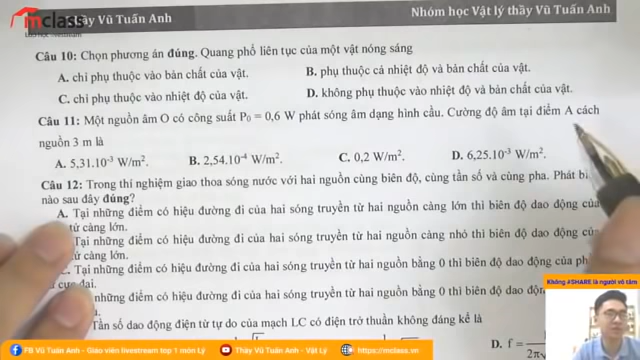 mclass
Thầy Vũ Tuấn Anh
Nhóm học Vật lý thầy Vũ Tuấn Anh
Câu 10: Chọn phương án đúng. Quang phổ liên tục của một vật nóng sáng
A. chỉ phụ thuộc vào bản chất của vật.
B. phụ thuộc cả nhiệt độ và bản chất của vật.
C. chỉ phụ thuộc vào nhiệt độ của vật.
D. không phụ thuộc vào nhiệt độ và bản chất của vật.
Câu 11: Một nguồn âm O có công suất P₀ = 0,6 W phát sóng âm dạng hình cầu. Cường độ âm tại điểm A cách
nguồn 3 m là
A. 5,31.10⁻³ W/m².
B. 2,54.10⁻⁴ W/m².
C. 0,2 W/m².
D. 6,25.10⁻³ W/m².
Câu 12: Trong thí nghiệm giao thoa sóng nước với hai nguồn cùng biên độ, cùng tần số và cùng pha. Phát bi
nào sau đây đúng?
A. Tại những điểm có hiệu đường đi của hai sóng truyền từ hai nguồn càng lớn thì biên độ dao động của
tử càng lớn.
Tại những điểm có hiệu đường đi của hai sóng truyền từ hai nguồn càng nhỏ thì biên độ dao động củ
tử càng lớn.
Tại những điểm có hiệu đường đi của hai sóng truyền từ hai nguồn bằng 0 thì biên độ dao động của ph
cực đại.
những điểm có hiệu đường đi của hai sóng truyền từ hai nguồn bằng 0 thì biên độ dao độn
Tần số dao động điện từ tự do của mạch LC có điện trở thuần không đáng kể là
D. f =
2π
Không #SHARE là người vô tâm
FB Vũ Tuấn Anh - Giáo viên livestream top 1 môn Lý
Thầy Vũ Tuấn Anh - Vật Lý
https://mclass.vn